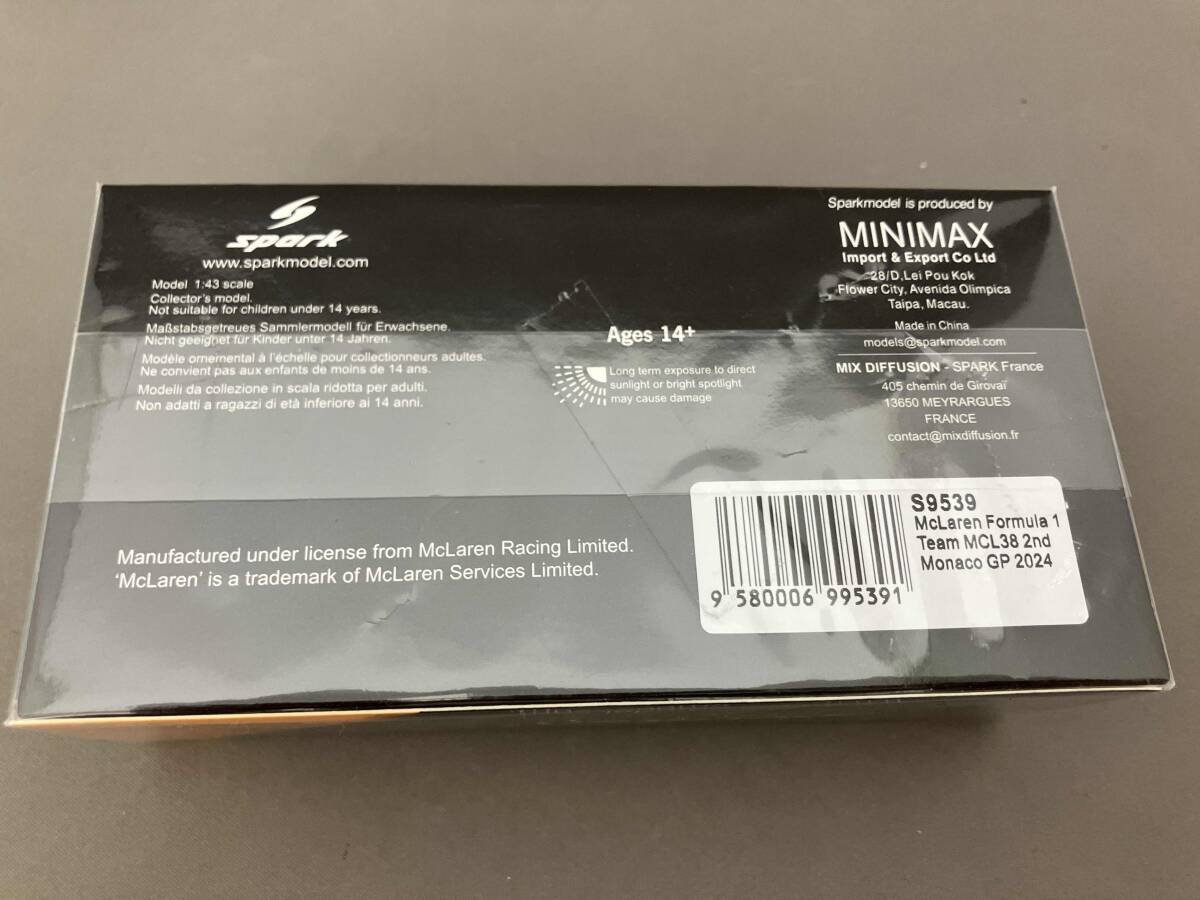 spark
www.sparkmodel.com
Model 1:43 scale
Collector's model.
Not suitable for children under 14 years.
Maßstabsgetreues Sammlermodell für Erwachsene.
Nicht geeignet für Kinder unter 14 Jahren.
Modèle ornemental à l'échelle pour collectionneurs adultes.
Ne convient pas aux enfants de moins de 14 ans.
Modelli da collezione in scala ridotta per adulti.
Non adatti a ragazzi di età inferiore ai 14 anni.
Ages 14+
Long term exposure to direct
sunlight or bright spotlight
may cause damage
Sparkmodel is produced by
MINIMAX
Import & Export Co Ltd
28/D,Lei Pou Kok
Flower City, Avenida Olimpica
Taipa, Macau.
Made in China
models@sparkmodel.com
MIX DIFFUSION - SPARK France
405 chemin de Girovaï
13650 MEYRARGUES
FRANCE
contact@mixdiffusion.fr
Manufactured under license from McLaren Racing Limited.
'McLaren' is a trademark of McLaren Services Limited.
S9539
McLaren Formula 1
Team MCL38 2nd
Monaco GP 2024
9 580006 995391